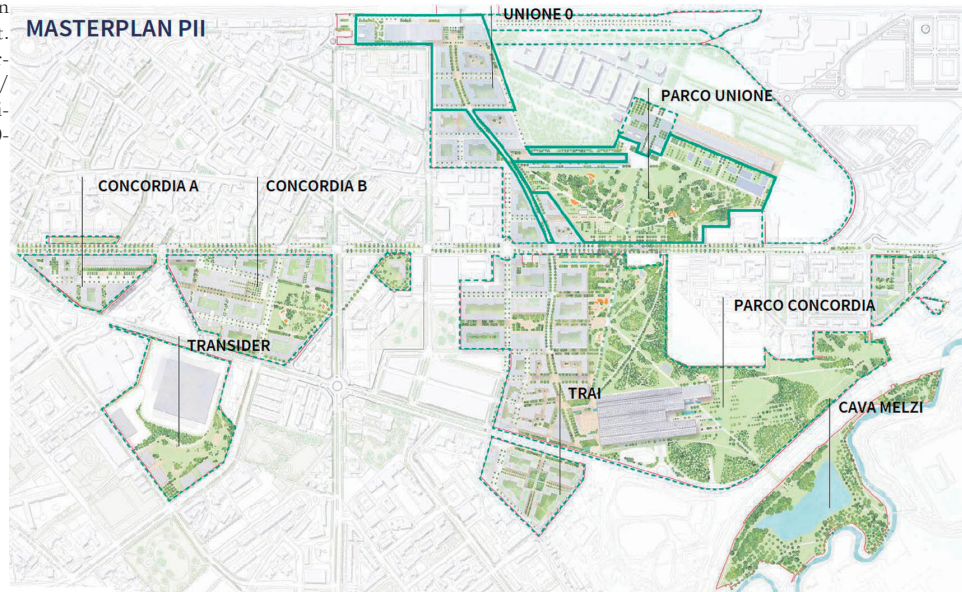 MASTERPLAN PII
UNIONE 0
PARCO UNIONE
CONCORDIA A
CONCORDIA B
PARCO CONCORDIA
TRANSIDER
TRAI
CAVA MELZI